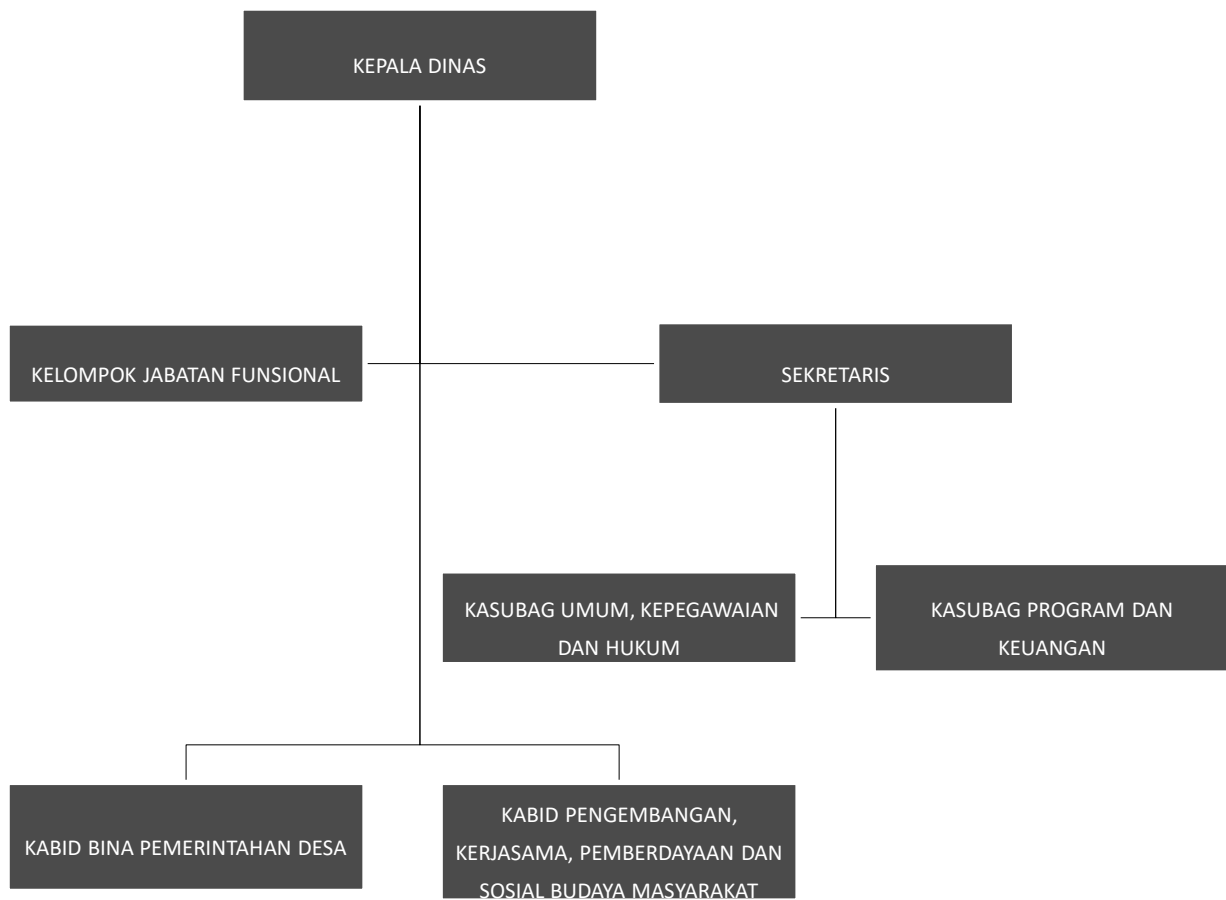 KEPALA DINAS
KELOMPOK JABATAN FUNSIONAL
SEKRETARIS
KASUBAG UMUM, KEPEGAWAIAN
DAN HUKUM
KASUBAG PROGRAM DAN
KEUANGAN
KABID BINA PEMERINTAHAN DESA
KABID PENGEMBANGAN,
KERJASAMA, PEMBERDAYAAN DAN
SOSIAL BUDAYA MASYARAKAT